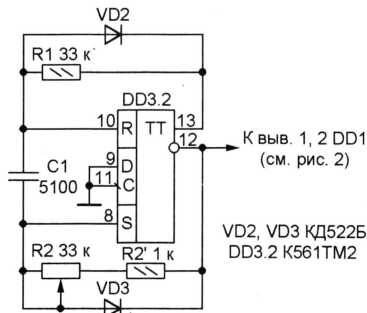 VD2
R1 33 к
DD3.2
10
R
TT
13
12
К выв. 1, 2 DD1
(см. рис. 2)
9
D
11
C
C1
5100
8
S
R2 33 к
R2' 1 к
VD2, VD3 КД522Б
DD3.2 К561ТМ2
VD3